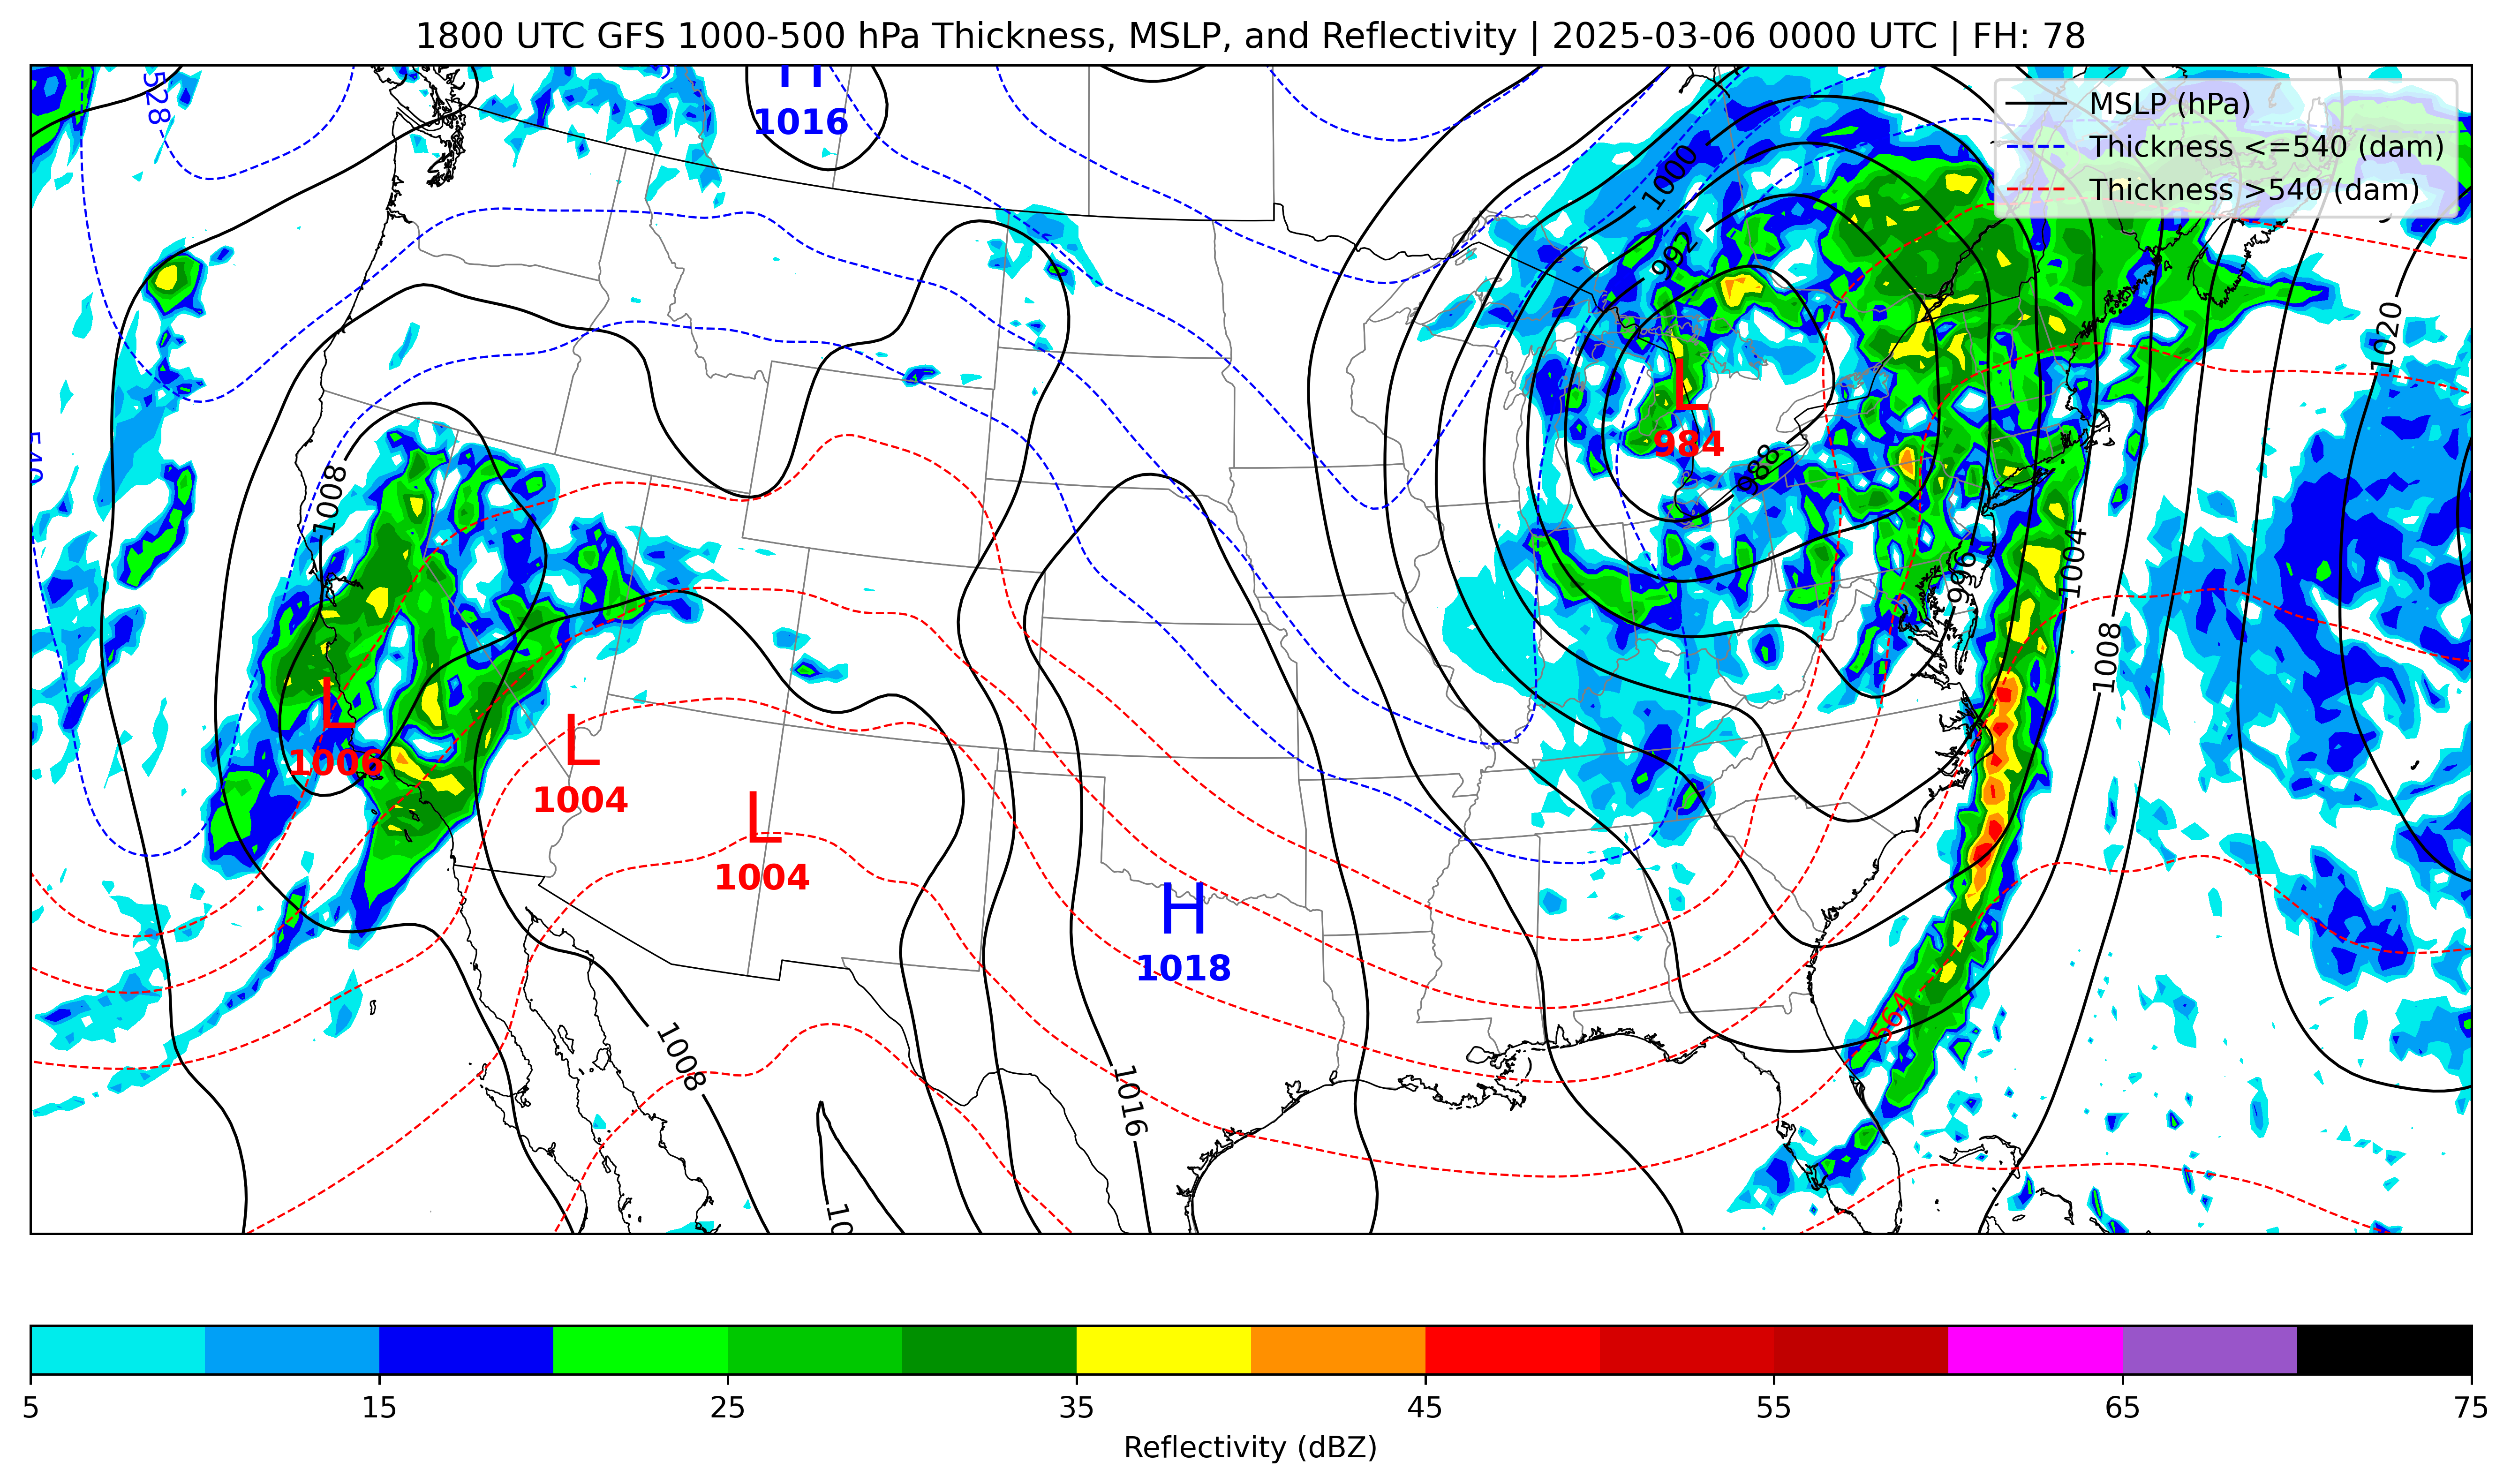 1800 UTC GFS 1000-500 hPa Thickness, MSLP, and Reflectivity | 2025-03-06 0000 UTC | FH: 78
MSLP (hPa)
Thickness <=540 (dam)
Thickness >540 (dam)
528
H
1016
1000
992
1020
L
984
988
540
1008
996
1004
1008
L
1006
L
1004
L
1004
H
1018
564
1008
1016
10
5
15
25
35
45
55
65
75
Reflectivity (dBZ)